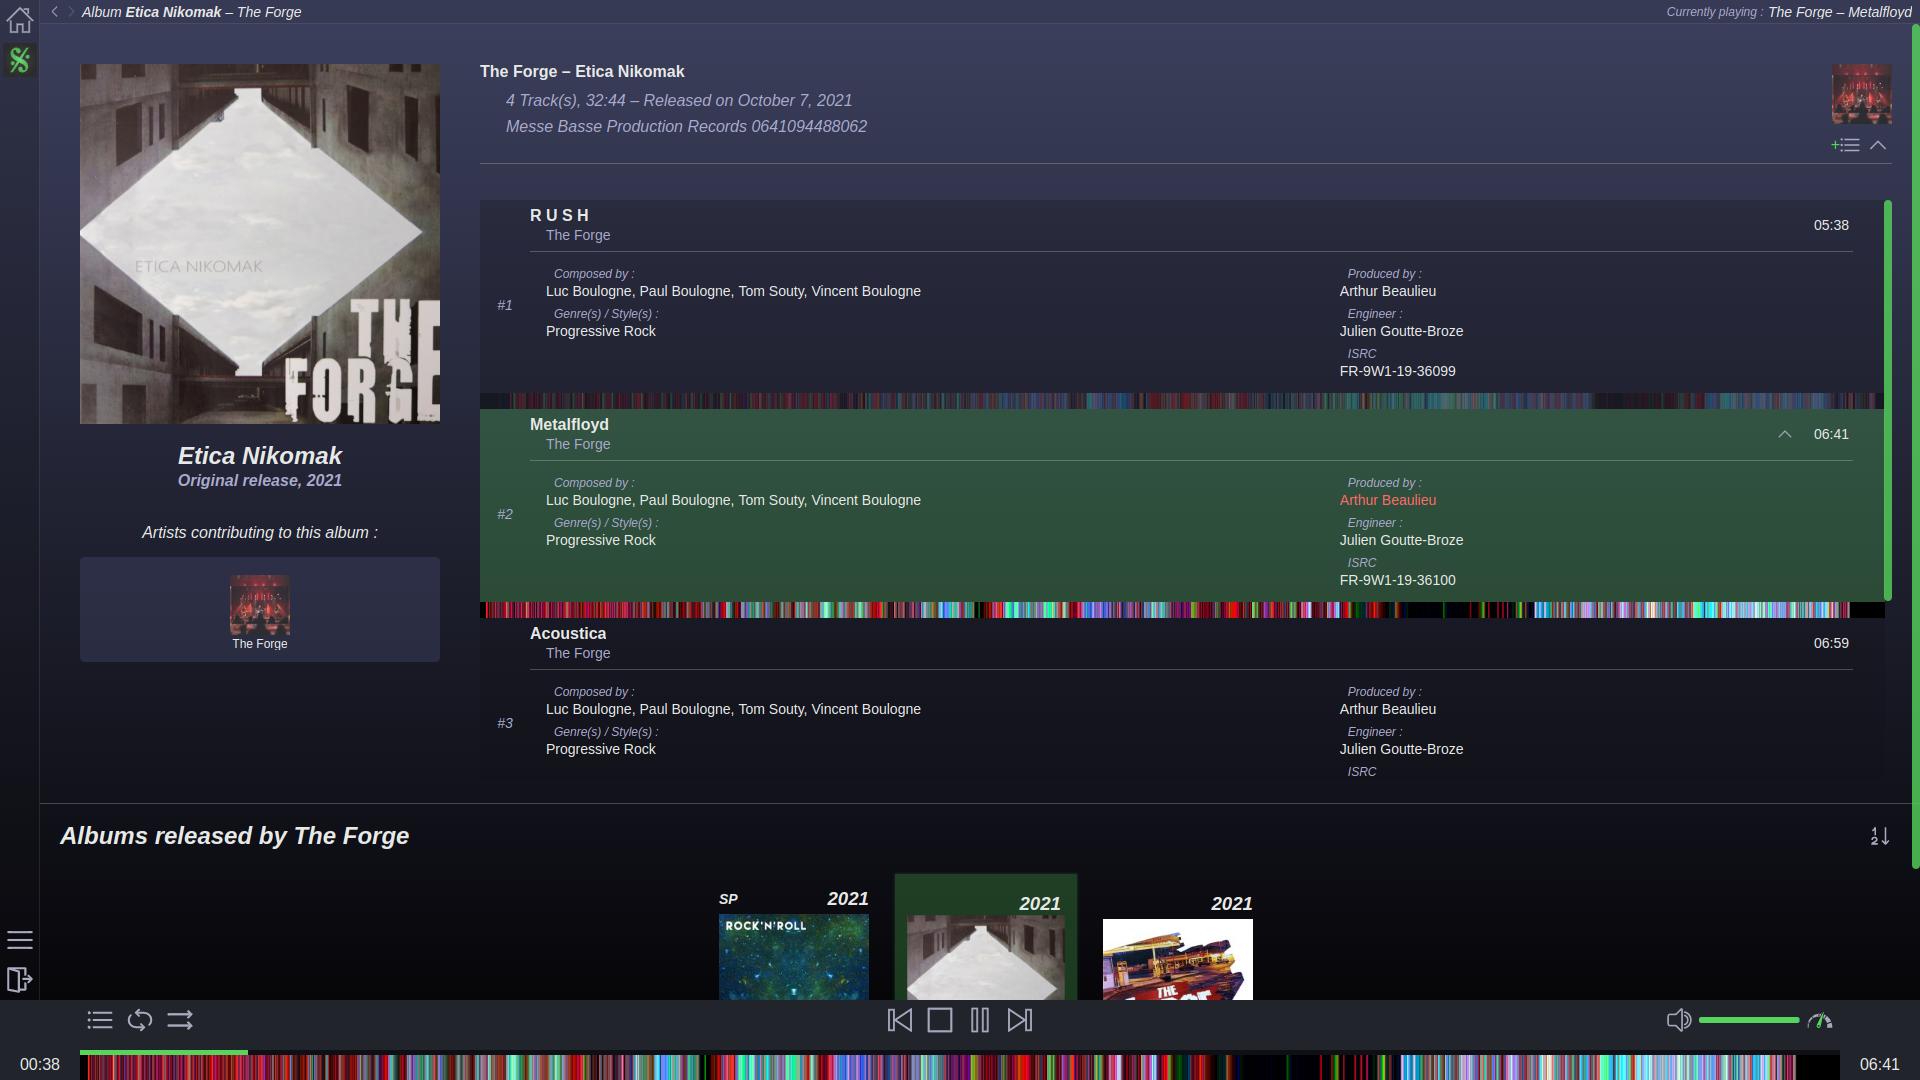 Album Etica Nikomak – The Forge
Currently playing : The Forge – Metalfloyd
ETICA NIKOMAK
THE
FORGE
Etica Nikomak
Original release, 2021
Artists contributing to this album :
The Forge
The Forge – Etica Nikomak
4 Track(s), 32:44 – Released on October 7, 2021
Messe Basse Production Records 0641094488062
R U S H
The Forge
05:38
#1
Composed by :
Luc Boulogne, Paul Boulogne, Tom Souty, Vincent Boulogne
Genre(s) / Style(s) :
Progressive Rock
Produced by :
Arthur Beaulieu
Engineer :
Julien Goutte-Broze
ISRC
FR-9W1-19-36099
Metalfloyd
The Forge
06:41
#2
Composed by :
Luc Boulogne, Paul Boulogne, Tom Souty, Vincent Boulogne
Genre(s) / Style(s) :
Progressive Rock
Produced by :
Arthur Beaulieu
Engineer :
Julien Goutte-Broze
ISRC
FR-9W1-19-36100
Acoustica
The Forge
06:59
#3
Composed by :
Luc Boulogne, Paul Boulogne, Tom Souty, Vincent Boulogne
Genre(s) / Style(s) :
Progressive Rock
Produced by :
Arthur Beaulieu
Engineer :
Julien Goutte-Broze
ISRC
Albums released by The Forge
1
2
SP 2021
ROCK'N'ROLL
2021
2021
THE
00:38
06:41